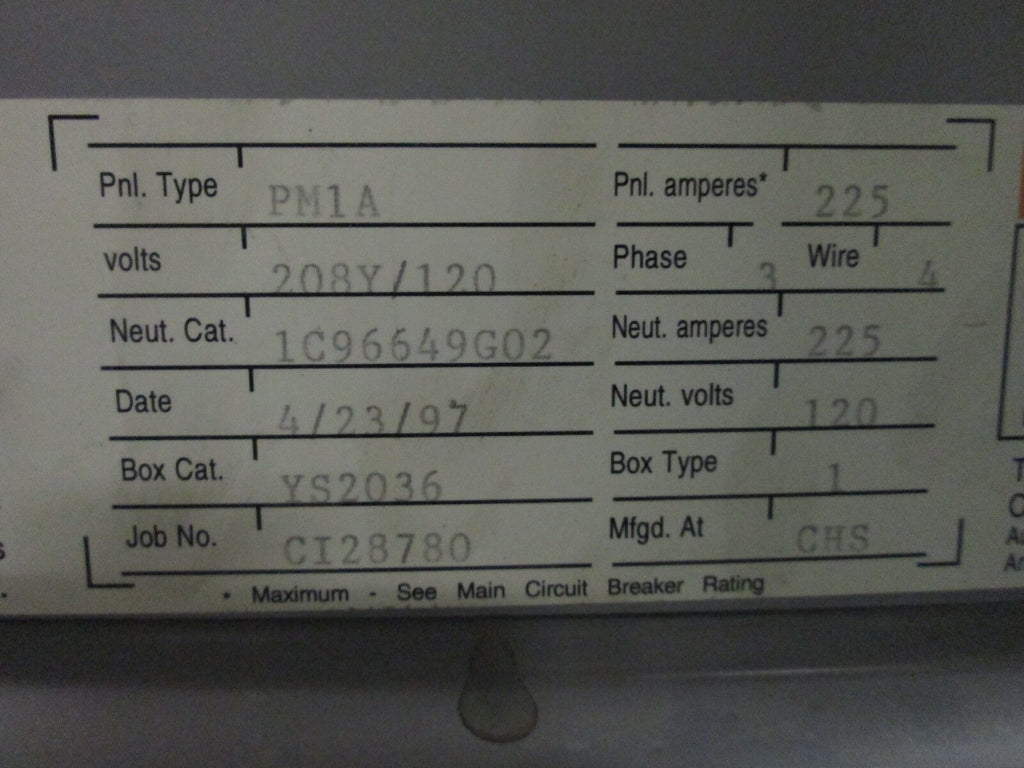 Pnl. Type PM1A Pnl. amperes* 225
volts 208Y/120 Phase 3 Wire 4
Neut. Cat. 1C96649G02 Neut. amperes 225
Date 4/23/97 Neut. volts 120
Box Cat. YS2036 Box Type 1
Job No. CI28780 Mfgd. At CHS
* Maximum - See Main Circuit Breaker Rating